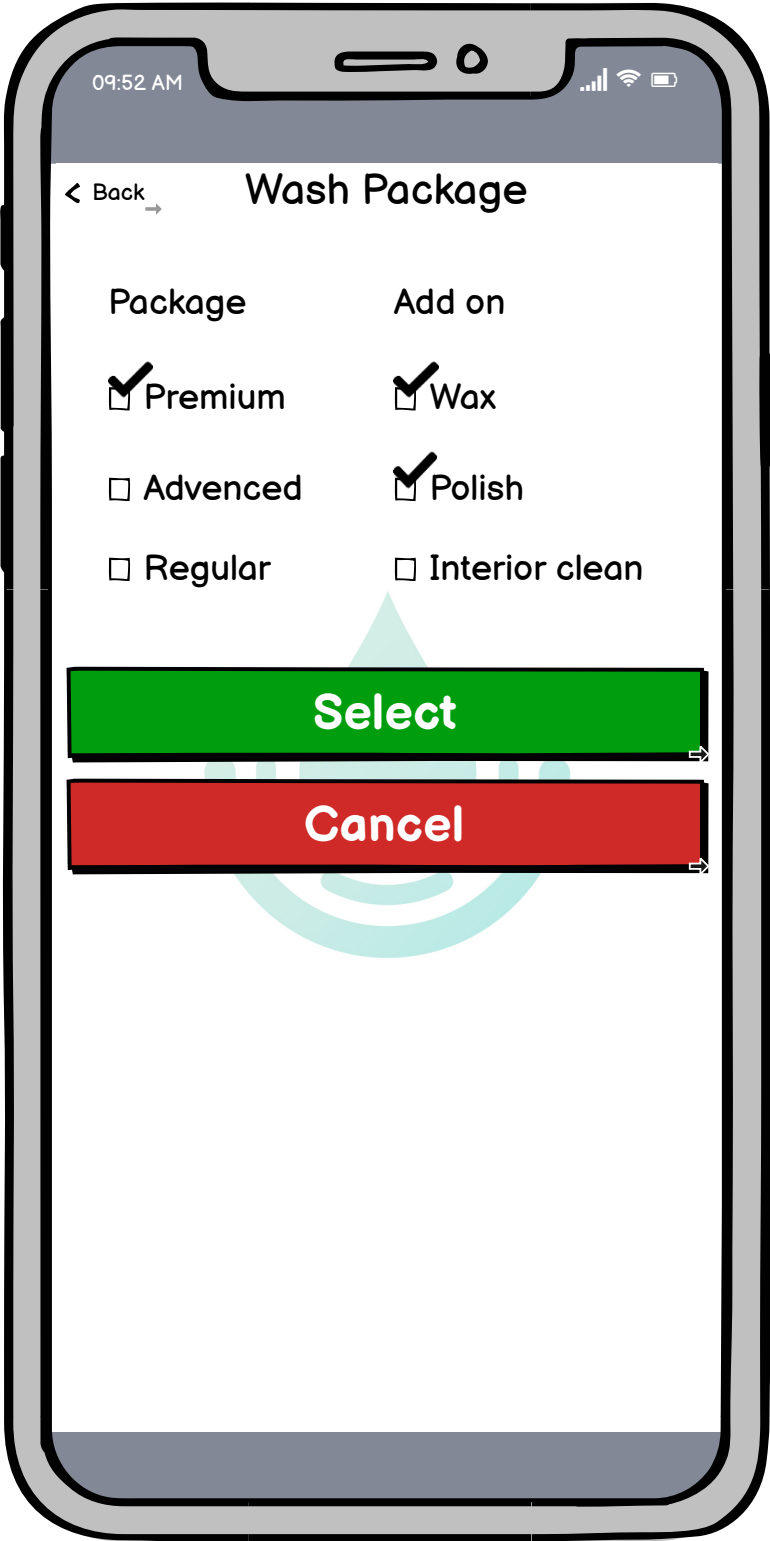 09:52 AM
Back
Wash Package
Package Add on
Premium Wax
Advenced Polish
Regular Interior clean
Select
Cancel